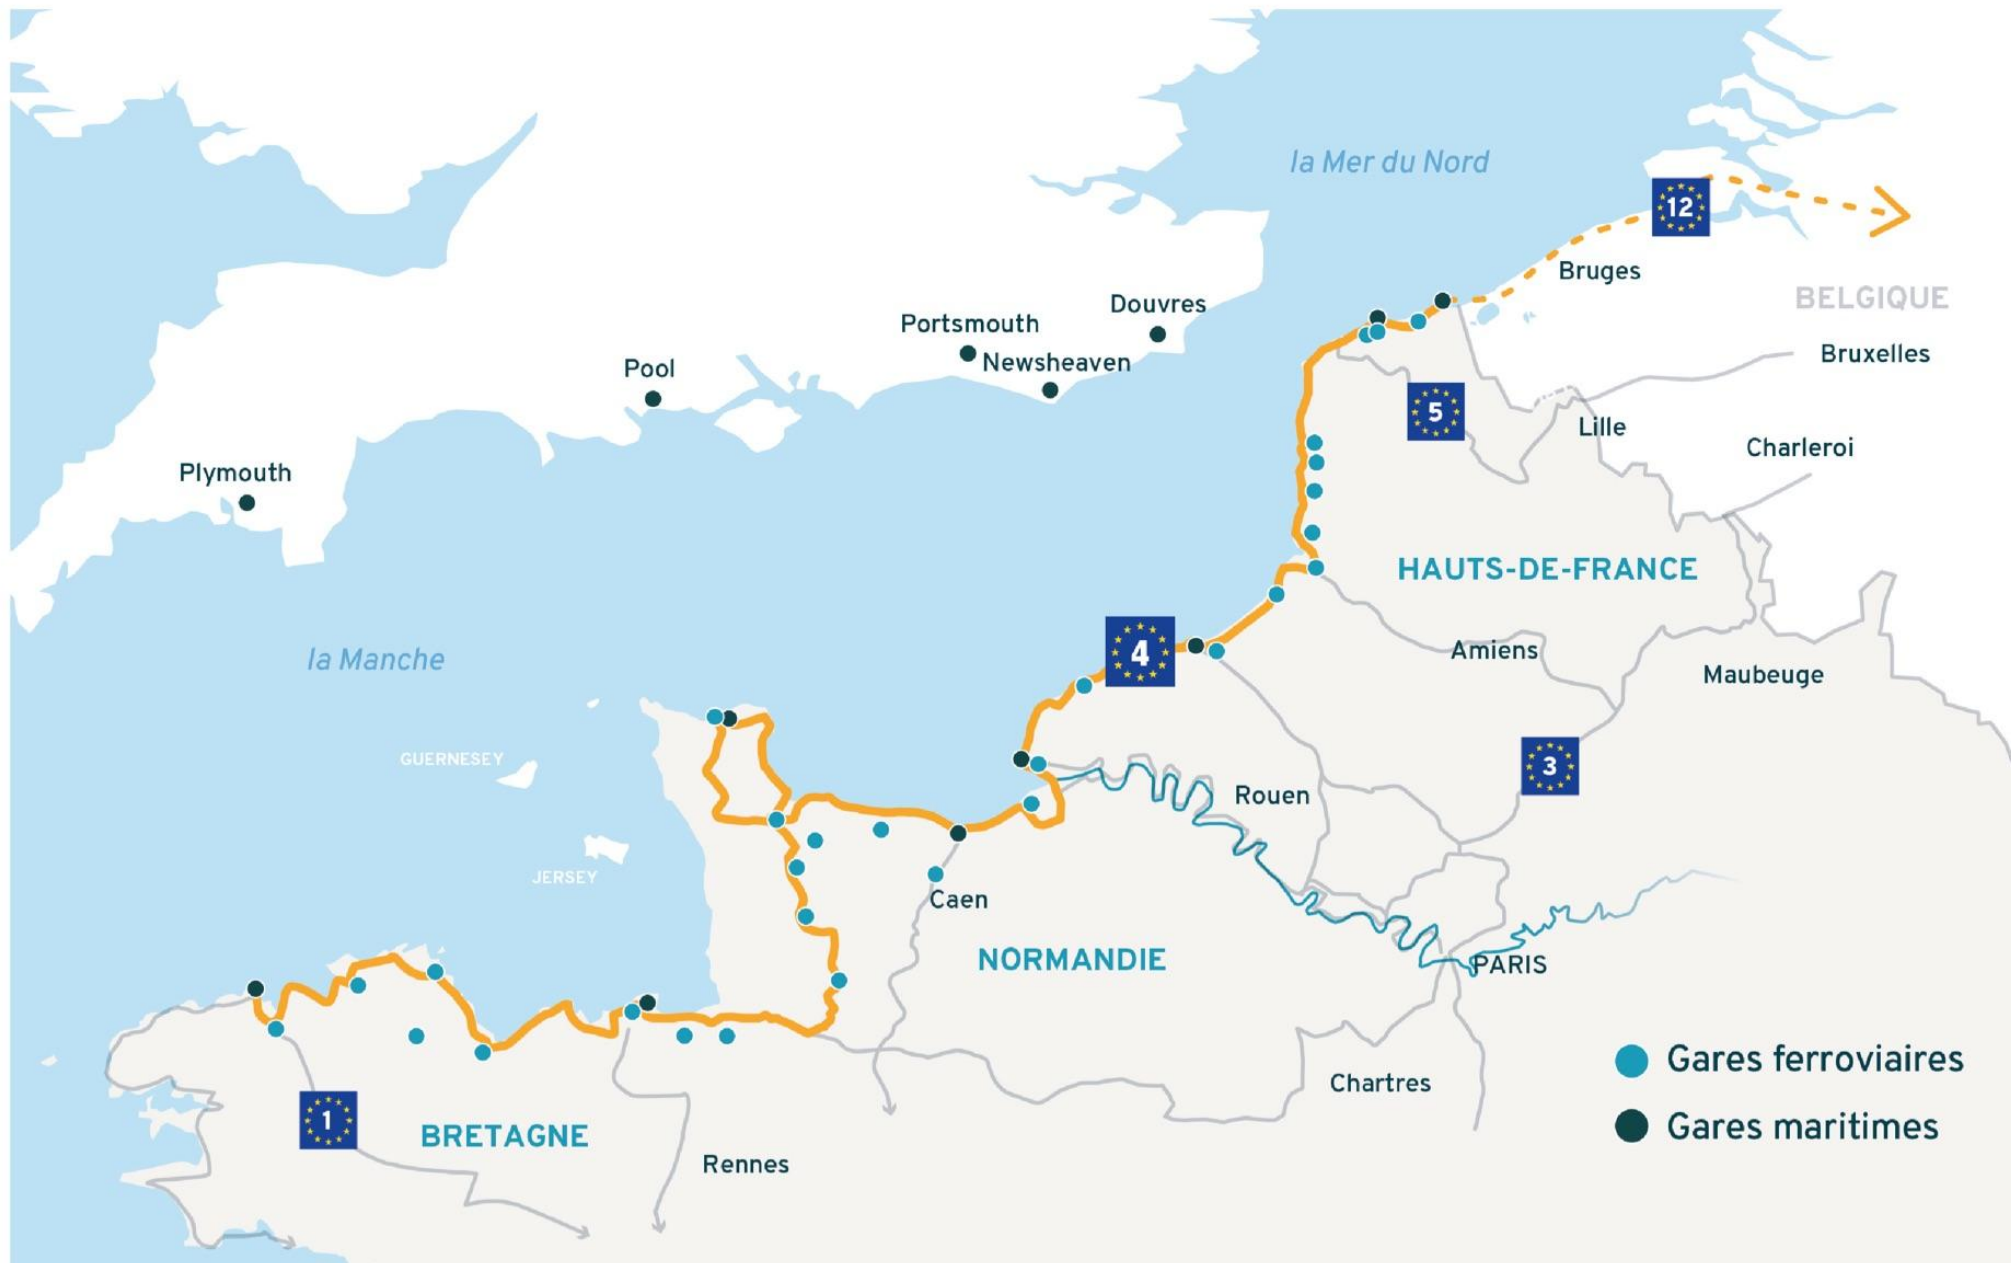 la Mer du Nord
12
Bruges
BELGIQUE
Douvres
Portsmouth
Newsheaven
Bruxelles
Pool
5
Lille
Charleroi
Plymouth
HAUTS-DE-FRANCE
4
Amiens
la Manche
Maubeuge
GUERNESEY
3
Rouen
JERSEY
Caen
NORMANDIE
PARIS
Gares ferroviaires
Chartres
1
BRETAGNE
Gares maritimes
Rennes